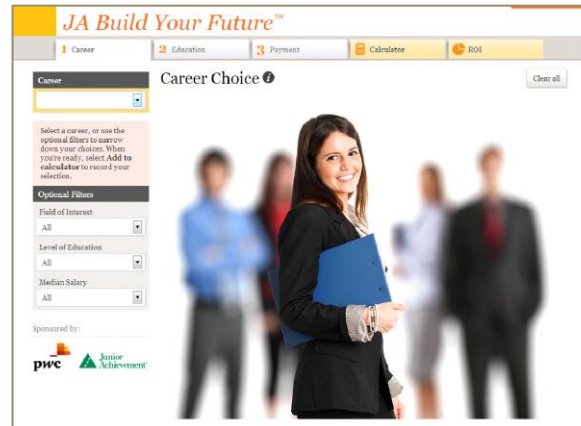 JA Build Your Future™
1 Career
2 Education
3 Payment
Calculator
ROI
Career
Career Choice i
Clear all
Select a career, or use the
optional filters to narrow
down your choices. When
you're ready, select Add to
calculator to record your
selection.
Optional Filters
Field of Interest
All
Level of Education
All
Median Salary
All
Sponsored by:
pwc
Junior
Achievement